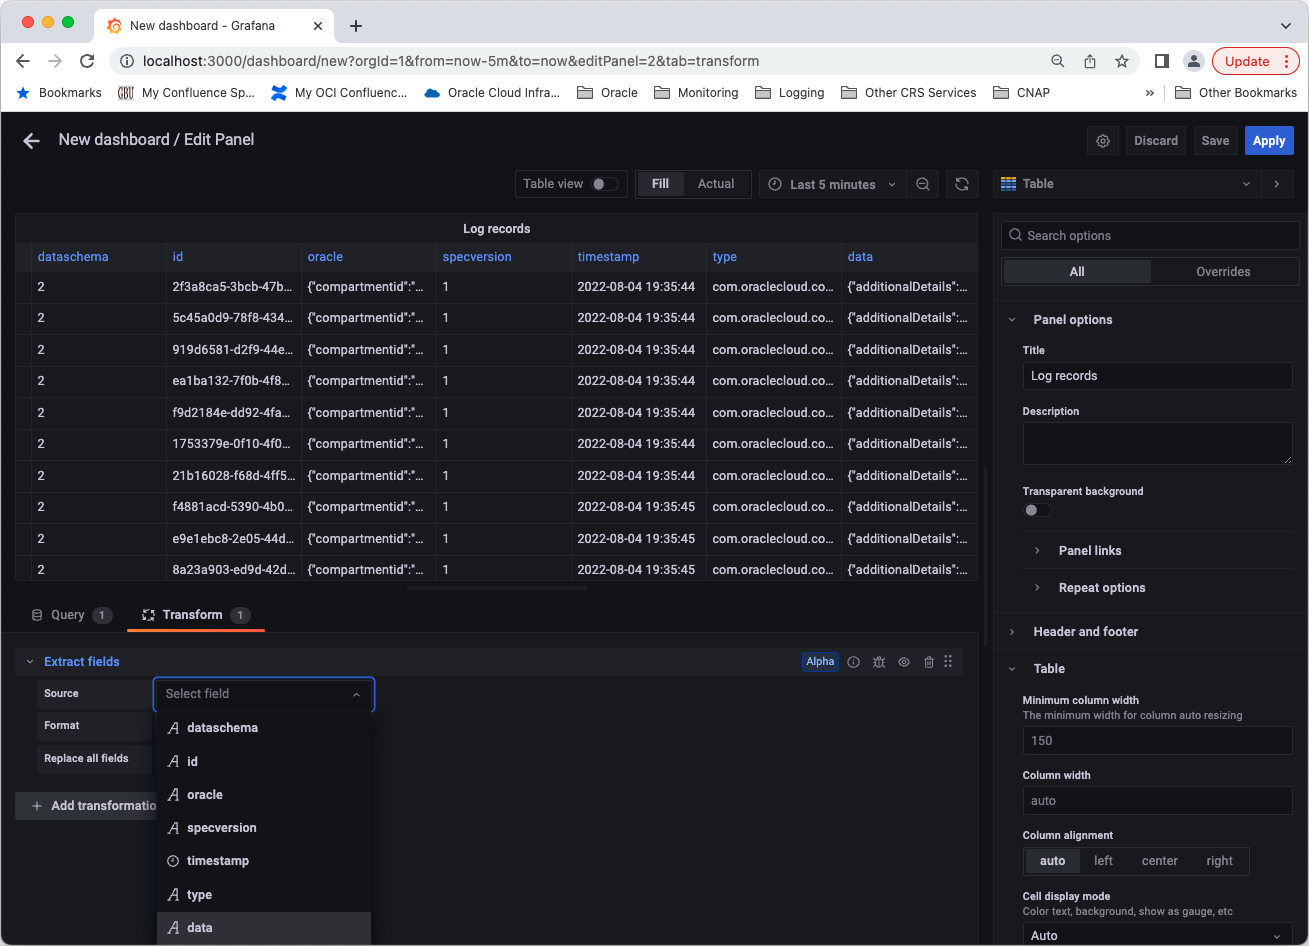 New dashboard - Grafana
localhost:3000/dashboard/new?orgId=1&from=now-5m&to=now&editPanel=2&tab=transform
Update
Bookmarks My Confluence Sp... My OCI Confluenc... Oracle Cloud Infra... Oracle Monitoring Logging Other CRS Services CNAP » Other Bookmarks
New dashboard / Edit Panel
Discard Save Apply
Table view Fill Actual Last 5 minutes Table
Log records
dataschema id oracle specversion timestamp type data
2 2f3a8ca5-3bcb-47b... {"compartmentid":"... 1 2022-08-04 19:35:44 com.oraclecloud.co... {"additionalDetails":...
2 5c45a0d9-78f8-434... {"compartmentid":"... 1 2022-08-04 19:35:44 com.oraclecloud.co... {"additionalDetails":...
2 919d6581-d2f9-44e... {"compartmentid":"... 1 2022-08-04 19:35:44 com.oraclecloud.co... {"additionalDetails":...
2 ea1ba132-7f0b-4f8... {"compartmentid":"... 1 2022-08-04 19:35:44 com.oraclecloud.co... {"additionalDetails":...
2 f9d2184e-dd92-4fa... {"compartmentid":"... 1 2022-08-04 19:35:44 com.oraclecloud.co... {"additionalDetails":...
2 1753379e-0f10-4f0... {"compartmentid":"... 1 2022-08-04 19:35:44 com.oraclecloud.co... {"additionalDetails":...
2 21b16028-f68d-4ff5... {"compartmentid":"... 1 2022-08-04 19:35:44 com.oraclecloud.co... {"additionalDetails":...
2 f4881acd-5390-4b0... {"compartmentid":"... 1 2022-08-04 19:35:45 com.oraclecloud.co... {"additionalDetails":...
2 e9e1ebc8-2e05-44d... {"compartmentid":"... 1 2022-08-04 19:35:45 com.oraclecloud.co... {"additionalDetails":...
2 8a23a903-ed9d-42d... {"compartmentid":"... 1 2022-08-04 19:35:45 com.oraclecloud.co... {"additionalDetails":...
Query 1 Transform 1
Extract fields Alpha
Source Select field
Format
Replace all fields
Add transformatio
dataschema
id
oracle
specversion
timestamp
type
data
Search options
All Overrides
Panel options
Title
Log records
Description
Transparent background
Panel links
Repeat options
Header and footer
Table
Minimum column width
The minimum width for column auto resizing
150
Column width
auto
Column alignment
auto left center right
Cell display mode
Color text, background, show as gauge, etc
Auto